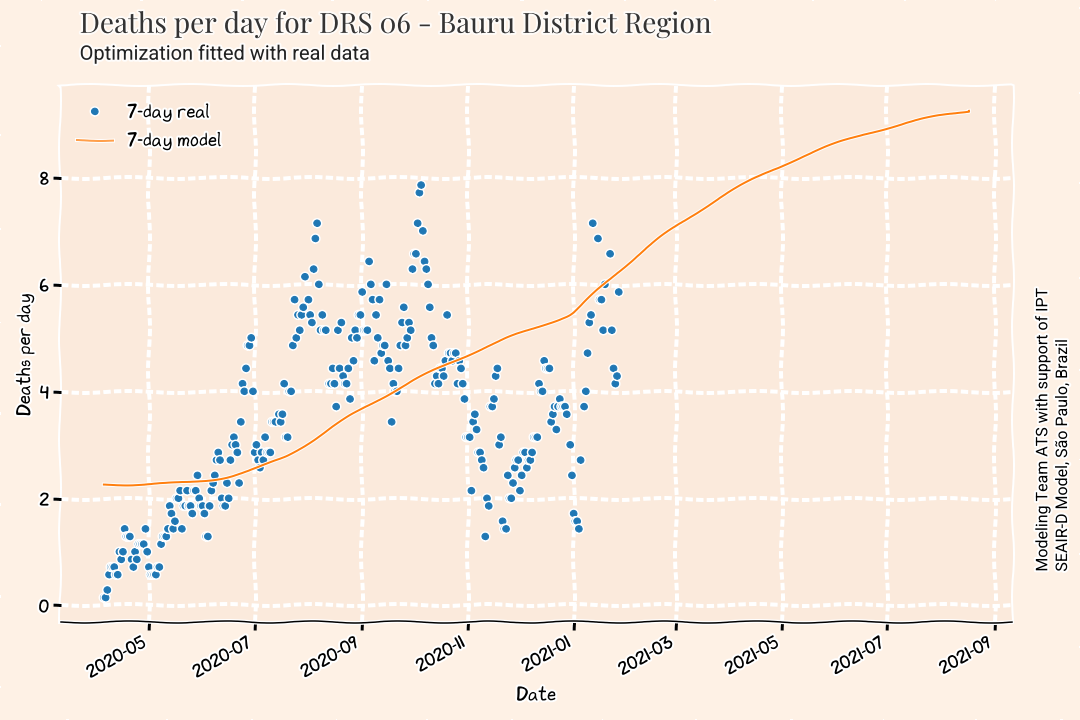 Deaths per day for DRS 06 - Bauru District Region
Optimization fitted with real data
7-day real
7-day model
8
6
4
2
0
Deaths per day
2020-05
2020-07
2020-09
2020-11
2021-01
2021-03
2021-05
2021-07
2021-09
Date
Modeling Team ATS with support of IPT
SEAIR-D Model, São Paulo, Brazil